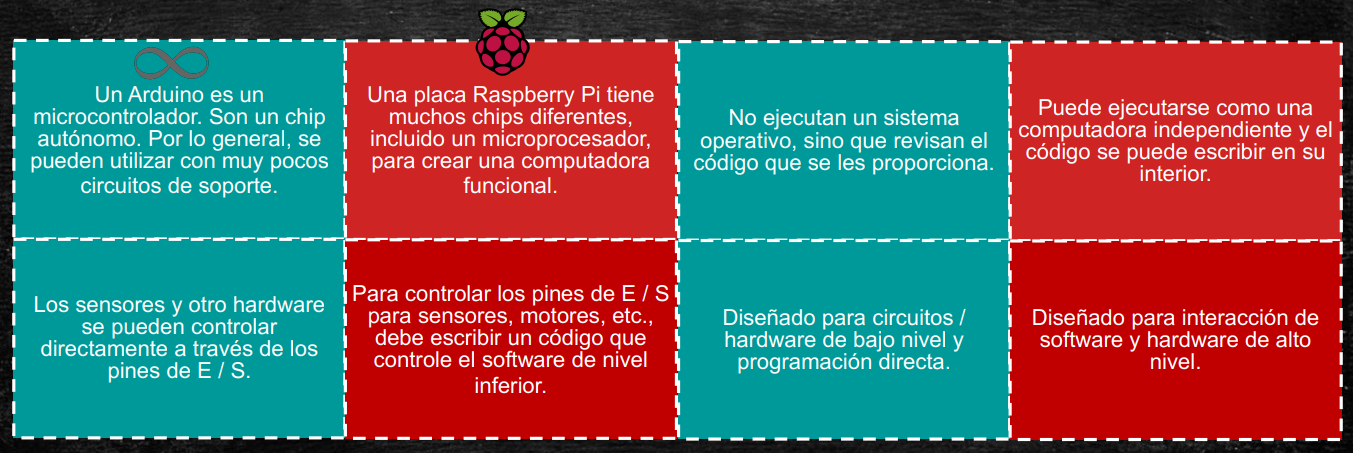 Un Arduino es un
microcontrolador. Son un chip
autónomo. Por lo general, se
pueden utilizar con muy pocos
circuitos de soporte.
Una placa Raspberry Pi tiene
muchos chips diferentes,
incluido un microprocesador,
para crear una computadora
funcional.
No ejecutan un sistema
operativo, sino que revisan el
código que se les proporciona.
Puede ejecutarse como una
computadora independiente y el
código se puede escribir en su
interior.
Los sensores y otro hardware
se pueden controlar
directamente a través de los
pines de E / S.
Para controlar los pines de E / S
para sensores, motores, etc.,
debe escribir un código que
controle el software de nivel
inferior.
Diseñado para circuitos /
hardware de bajo nivel y
programación directa.
Diseñado para interacción de
software y hardware de alto
nivel.